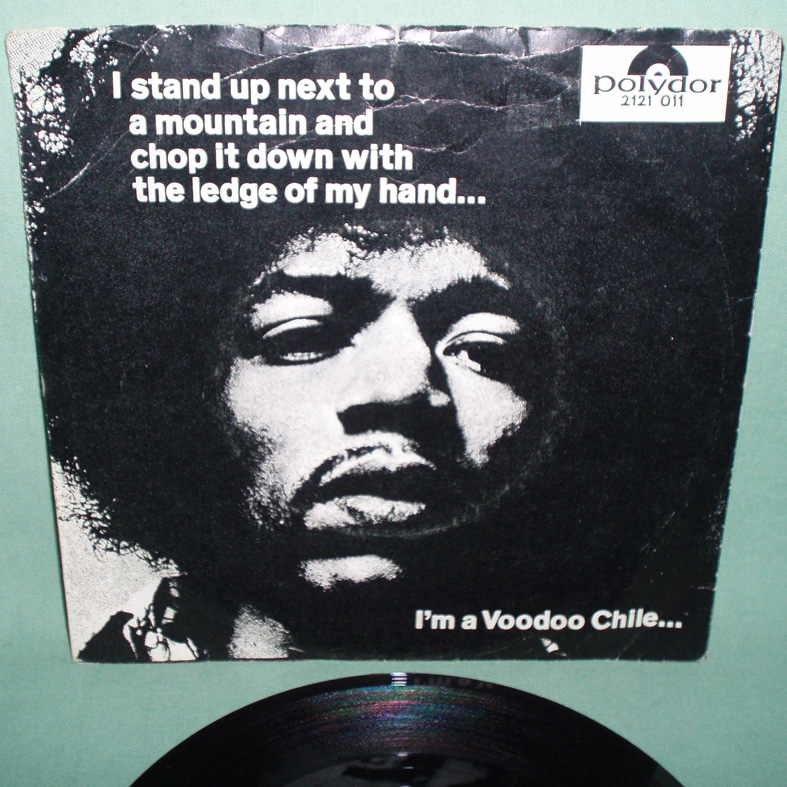 I stand up next to
a mountain and
chop it down with
the ledge of my hand...
polydor
2121 011
I'm a Voodoo Chile...